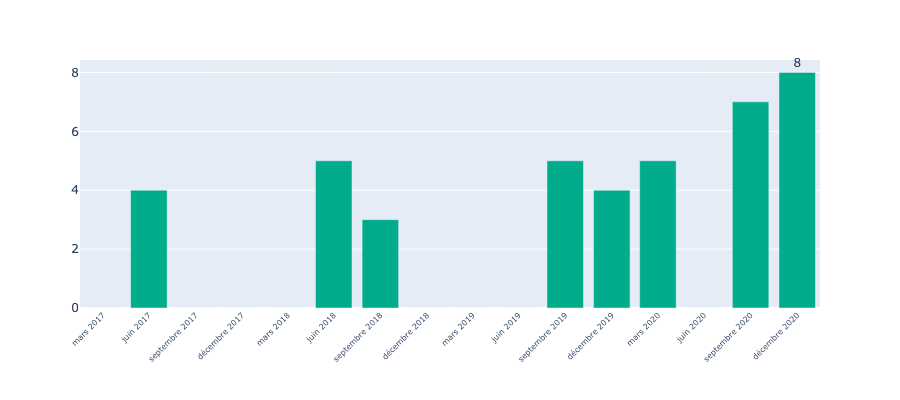 8
8
6
4
2
0
mars 2017
juin 2017
septembre 2017
décembre 2017
mars 2018
juin 2018
septembre 2018
décembre 2018
mars 2019
juin 2019
septembre 2019
décembre 2019
mars 2020
juin 2020
septembre 2020
décembre 2020